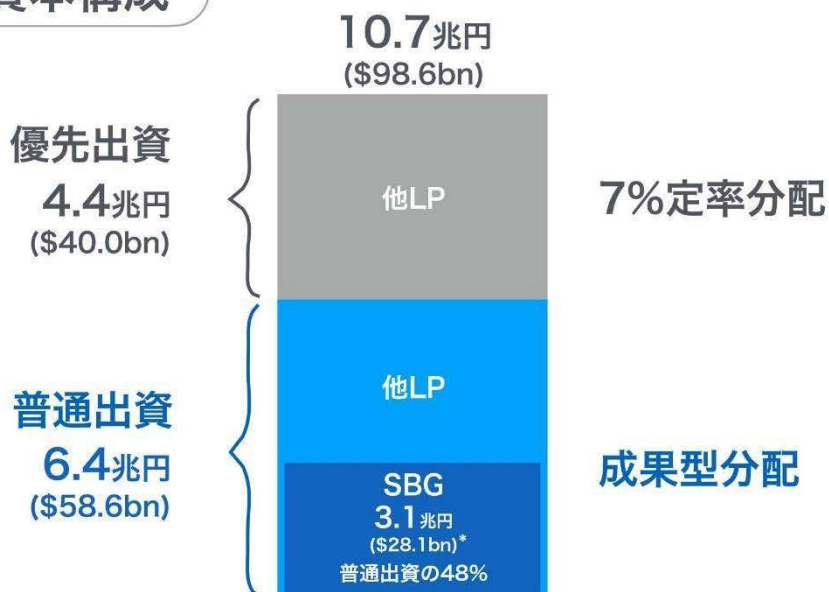 資本構成
10.7兆円
($98.6bn)
優先出資
4.4兆円
($40.0bn)
他LP
7%定率分配
普通出資
6.4兆円
($58.6bn)
他LP
SBG
3.1兆円
($28.1bn)*
普通出資の48%
成果型分配